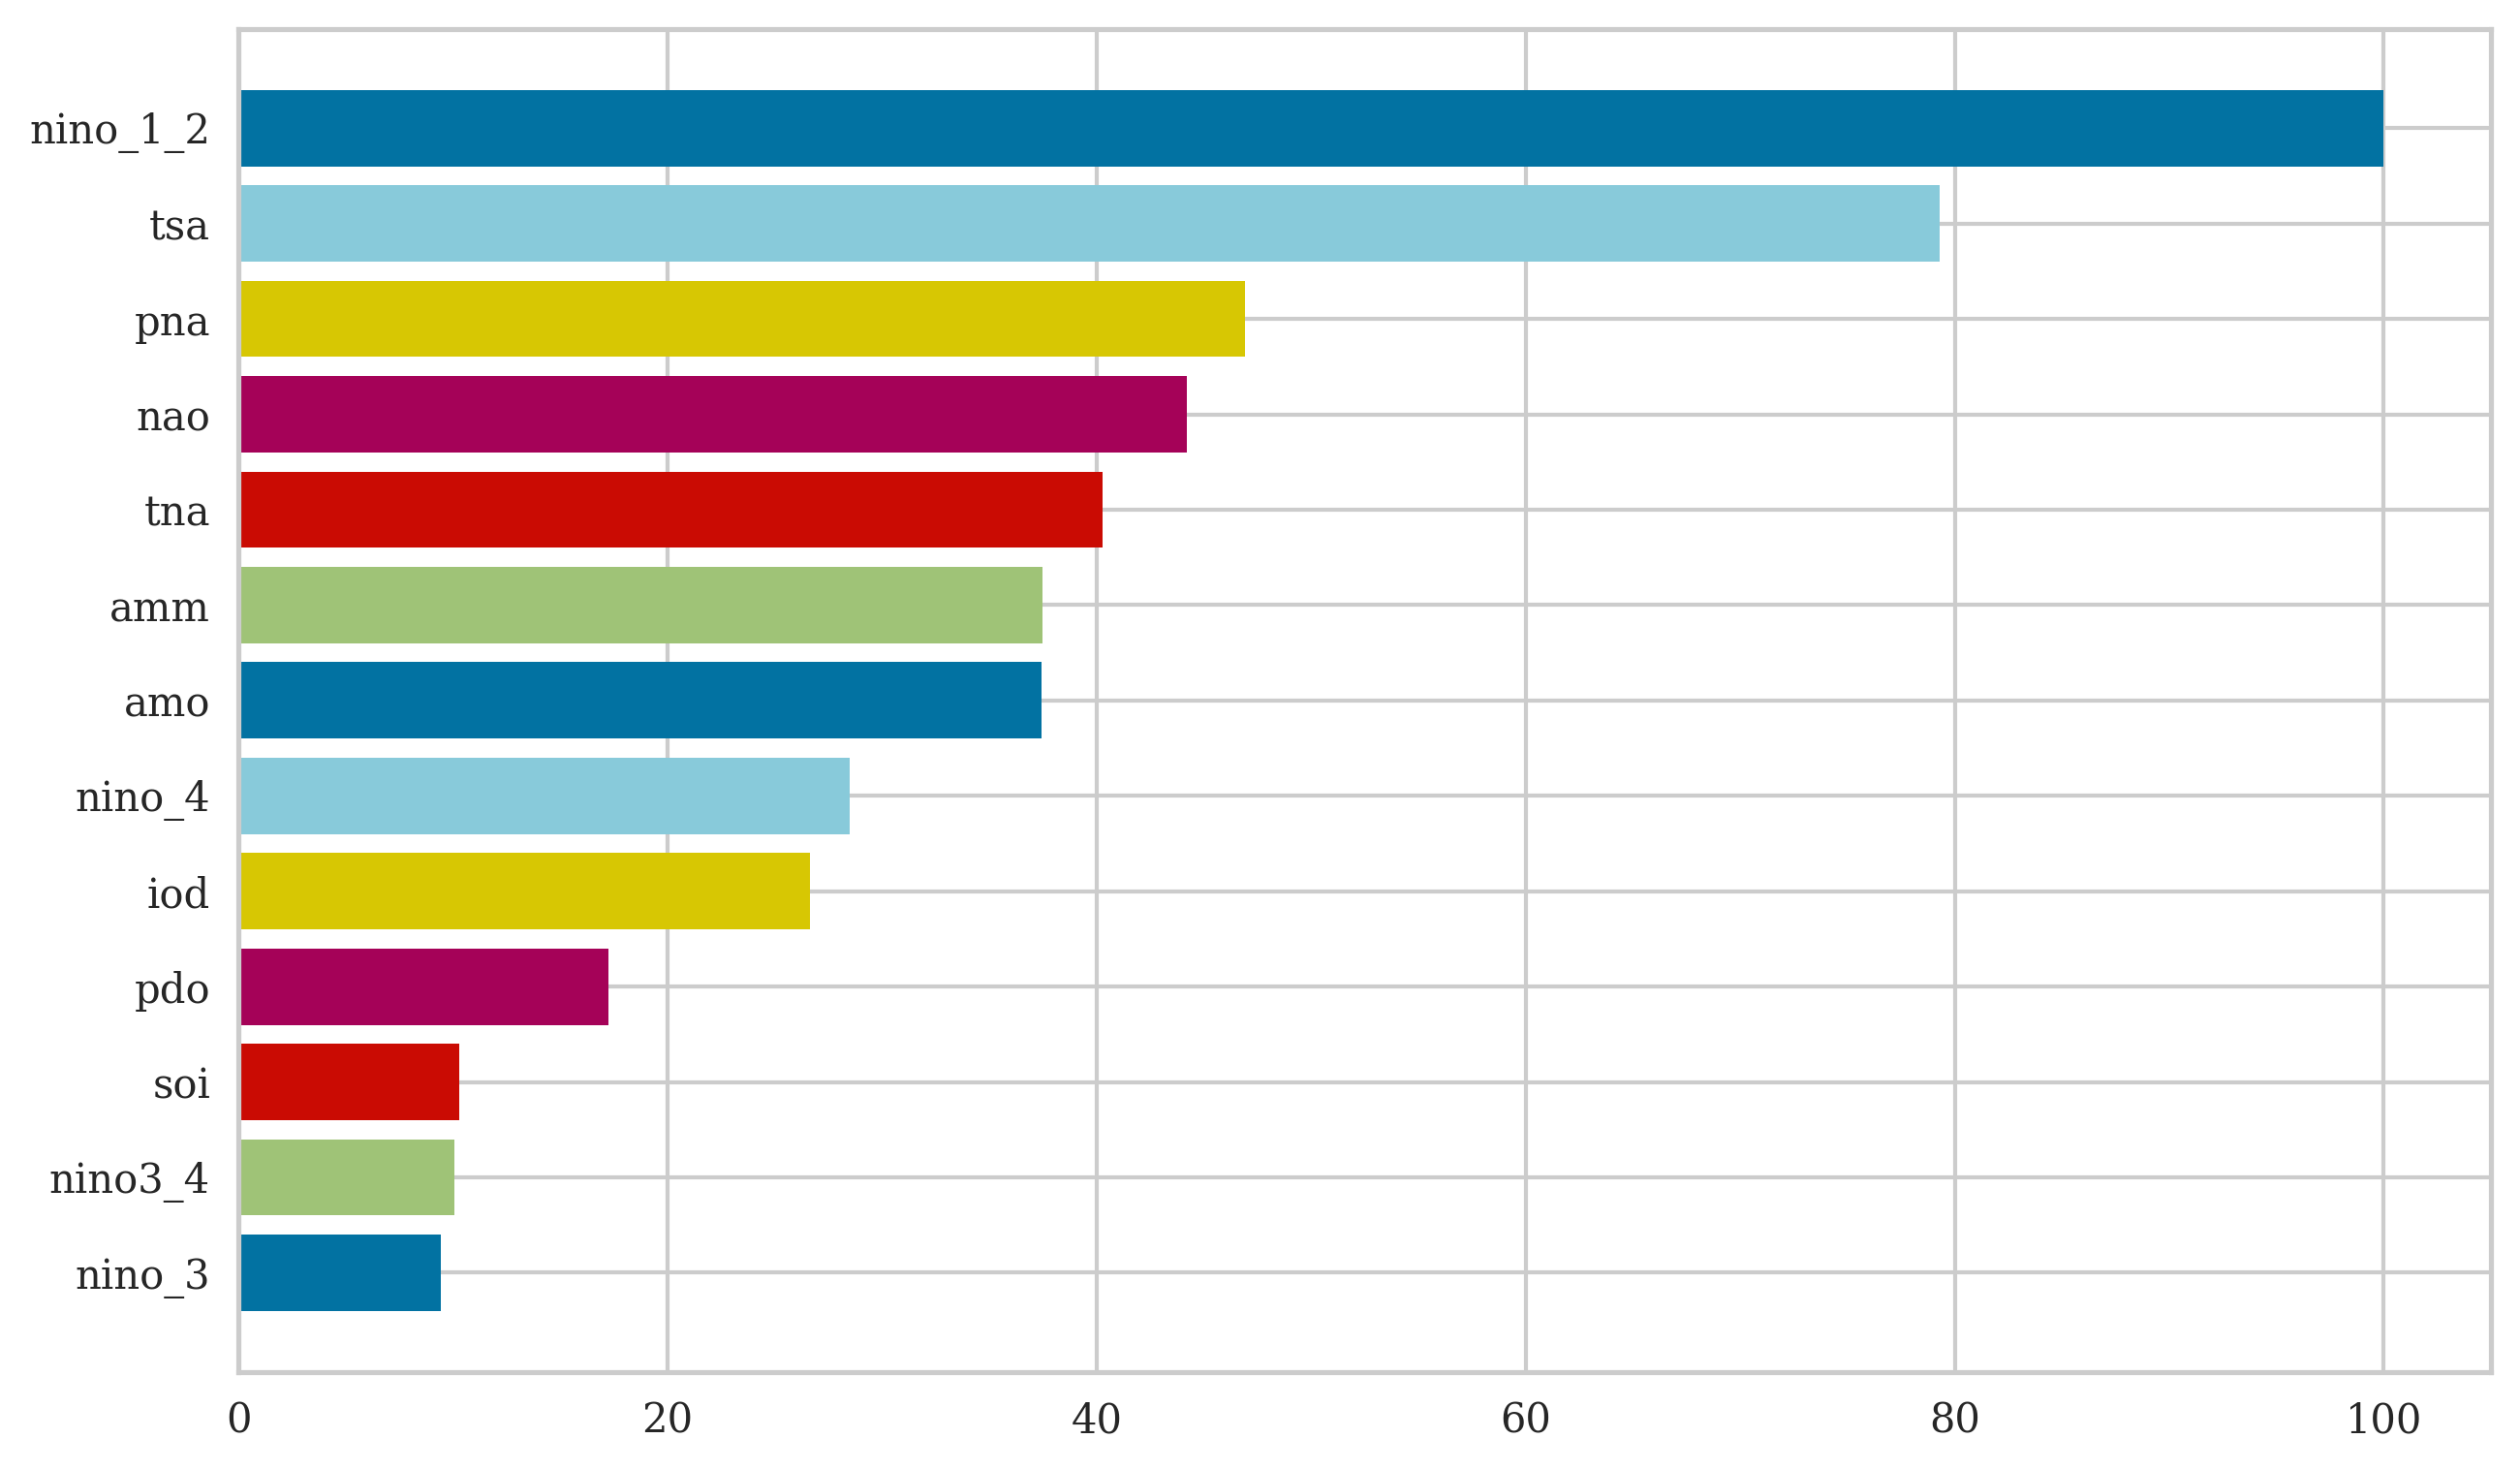 nino_1_2
tsa
pna
nao
tna
amm
amo
nino_4
iod
pdo
soi
nino3_4
nino_3
0 20 40 60 80 100